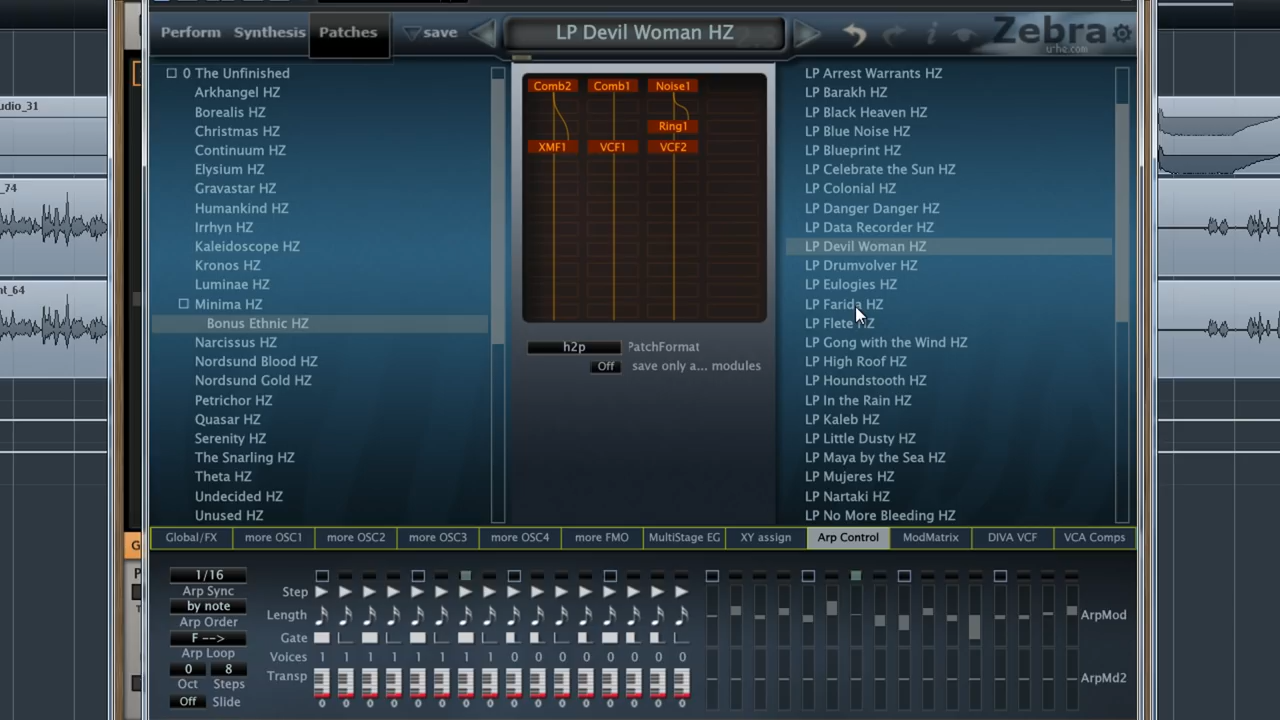 Perform Synthesis Patches save LP Devil Woman HZ Zebra
u-he.com
0 The Unfinished
Arkhangel HZ
Borealis HZ
Christmas HZ
Continuum HZ
Elysium HZ
Gravastar HZ
Humankind HZ
Irrhyn HZ
Kaleidoscope HZ
Kronos HZ
Luminae HZ
Minima HZ
Bonus Ethnic HZ
Narcissus HZ
Nordsund Blood HZ
Nordsund Gold HZ
Petrichor HZ
Quasar HZ
Serenity HZ
The Snarling HZ
Theta HZ
Undecided HZ
Unused HZ
Comb2 Comb1 Noise1
Ring1
XMF1 VCF1 VCF2
h2p PatchFormat
Off save only a... modules
LP Arrest Warrants HZ
LP Barakh HZ
LP Black Heaven HZ
LP Blue Noise HZ
LP Blueprint HZ
LP Celebrate the Sun HZ
LP Colonial HZ
LP Danger Danger HZ
LP Data Recorder HZ
LP Devil Woman HZ
LP Drumvolver HZ
LP Eulogies HZ
LP Farida HZ
LP Flete HZ
LP Gong with the Wind HZ
LP High Roof HZ
LP Houndstooth HZ
LP In the Rain HZ
LP Kaleb HZ
LP Little Dusty HZ
LP Maya by the Sea HZ
LP Mujeres HZ
LP Nartaki HZ
LP No More Bleeding HZ
udio_31
_74
nt_64
Global/FX more OSC1 more OSC2 more OSC3 more OSC4 more FMO MultiStage EG XY assign Arp Control ModMatrix DIVA VCF VCA Comps
1/16
Arp Sync
by note
Arp Order
F -->
Arp Loop
0 8
Oct Steps
Off Slide
Step
Length
Gate
Voices 1 1 1 1 1 1 1 1 0 0 0 0 0 0 0 0
Transp
0 0 0 0 0 0 0 0 0 0 0 0 0 0 0 0
ArpMod
ArpMd2